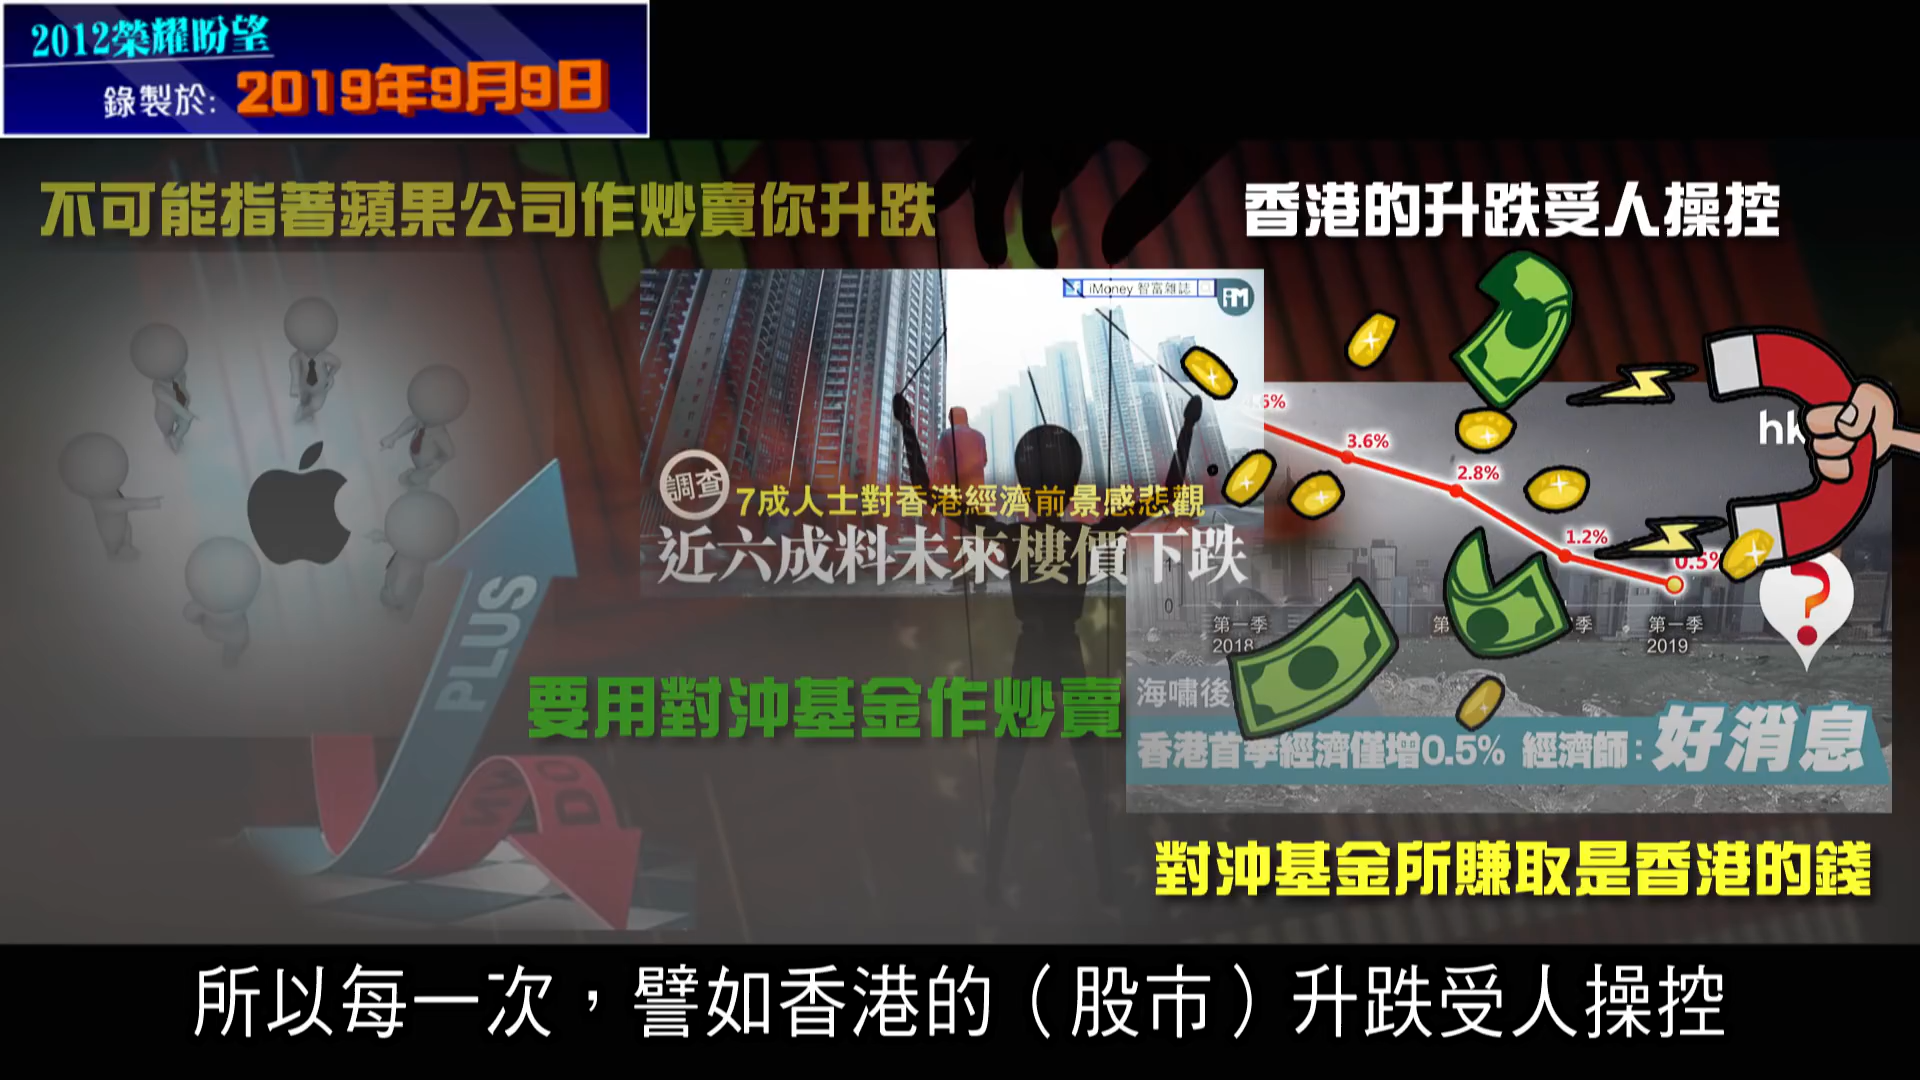 2012榮耀盼望
錄製於: 2019年9月9日
不可能指著蘋果公司作炒賣你升跌
香港的升跌受人操控
iMoney 智富雜誌
iM
調查
7成人士對香港經濟前景感悲觀
近六成料未來樓價下跌
PLUS
要用對沖基金作炒賣
hk
3.6%
2.8%
1.2%
0.5%
0
第一季
2018
第一季
2019
?
海嘯後
香港首季經濟僅增0.5% 經濟師:好消息
對沖基金所賺取是香港的錢
所以每一次，譬如香港的（股市）升跌受人操控